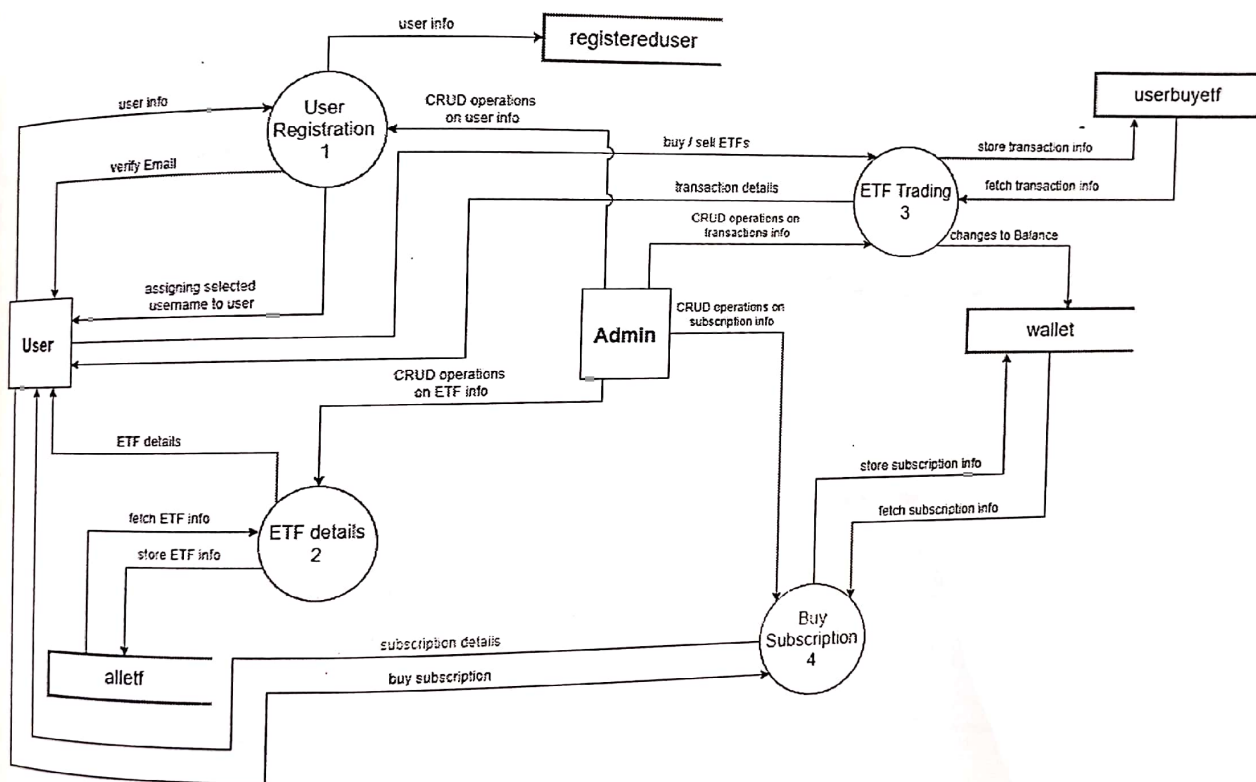 user info
registereduser
user info
User
Registration
1
CRUD operations
on user info
userbuyetf
verify Email
buy / sell ETFs
store transaction info
ETF Trading
3
transaction details
fetch transaction info
CRUD operations on
transactions info
changes to Balance
assigning selected
username to user
User
Admin
CRUD operations on
subscription info
wallet
CRUD operations
on ETF info
ETF details
store subscription info
fetch ETF info
ETF details
2
fetch subscription info
store ETF info
Buy
Subscription
4
subscription details
alletf
buy subscription